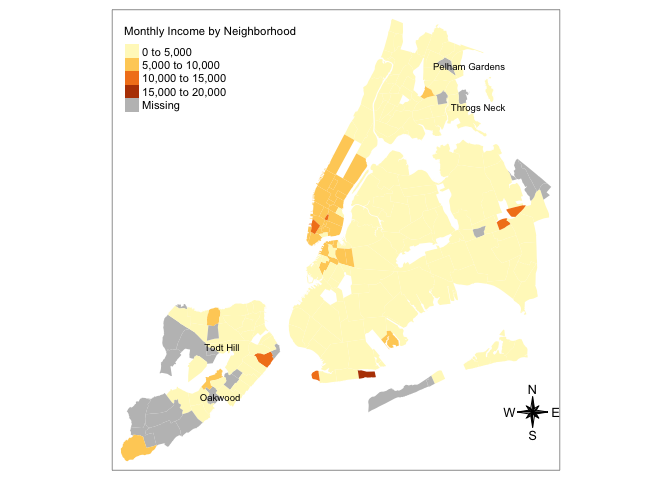 Monthly Income by Neighborhood
0 to 5,000
5,000 to 10,000
10,000 to 15,000
15,000 to 20,000
Missing
Pelham Gardens
Throgs Neck
Todt Hill
Oakwood
N
W E
S